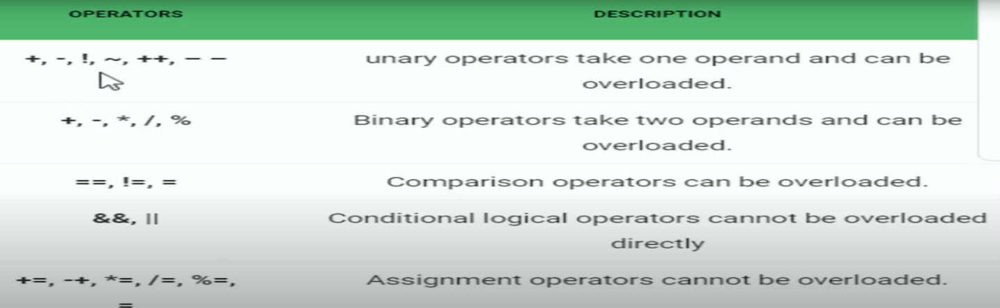 OPERATORS DESCRIPTION
+, -, !, ~, ++, – – unary operators take one operand and can be
overloaded.
+, -, *, /, % Binary operators take two operands and can be
overloaded.
==, !=, = Comparison operators can be overloaded.
&&, || Conditional logical operators cannot be overloaded
directly
+=, -+, *=, /=, %=, Assignment operators cannot be overloaded.
=